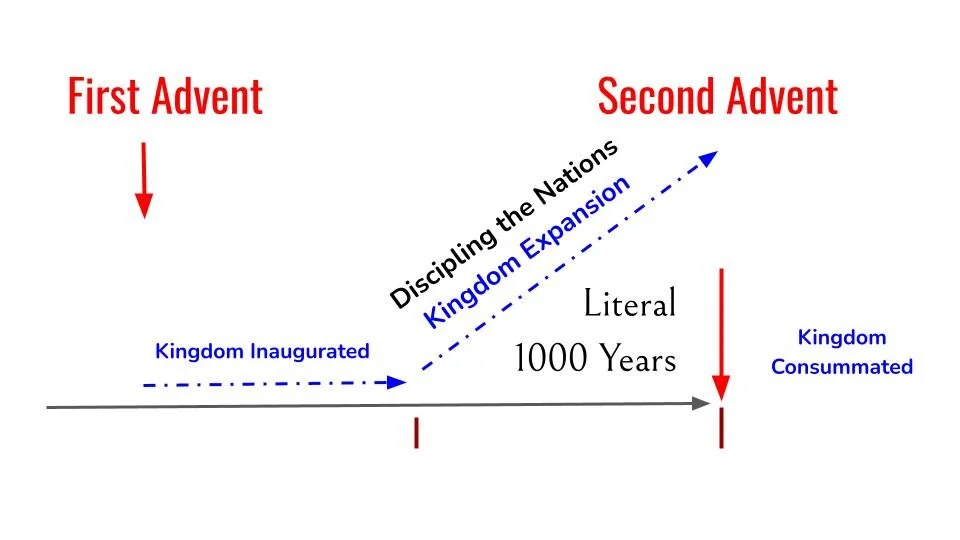 First Advent
Second Advent
Discipling the Nations
Kingdom Expansion
Literal
1000 Years
Kingdom Inaugurated
Kingdom
Consummated